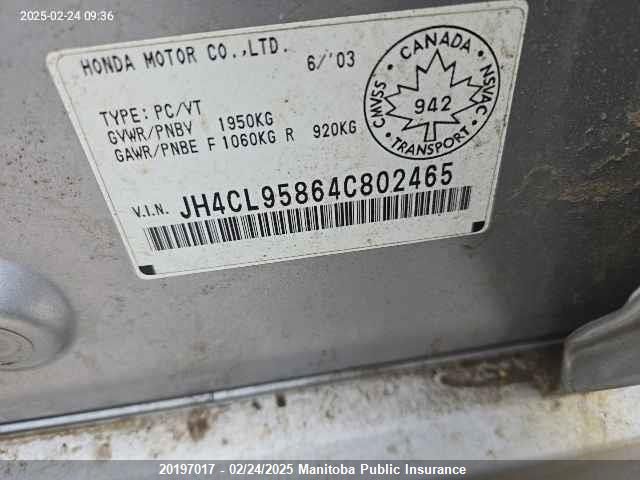 2025-02-24 09:36
HONDA MOTOR CO.,LTD.
6/'03
TYPE: PC/VT
GVWR/PNBV 1950KG
GAWR/PNBE F 1060KG R 920KG
CANADA
CMVSS
NSVAC
942
TRANSPORT
V.I.N. JH4CL95864C802465
20197017 - 02/24/2025 Manitoba Public Insurance